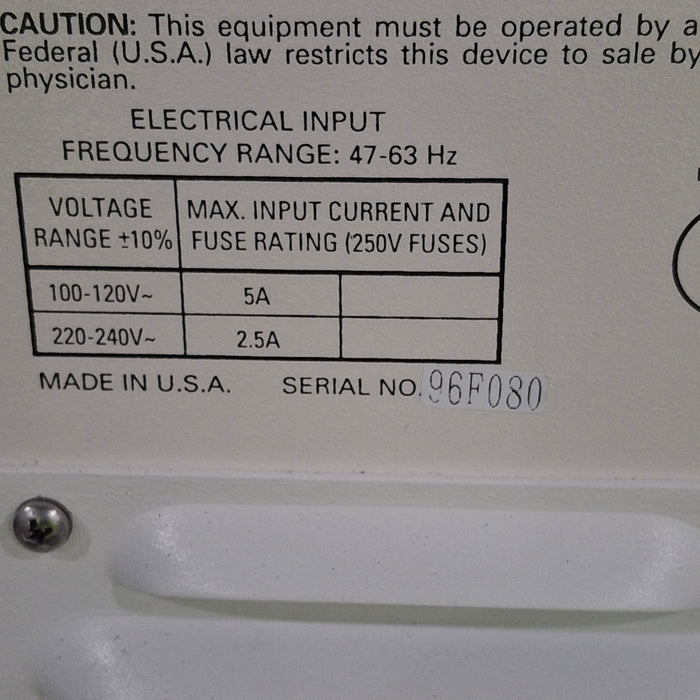 CAUTION: This equipment must be operated by a
Federal (U.S.A.) law restricts this device to sale by
physician.
ELECTRICAL INPUT
FREQUENCY RANGE: 47-63 Hz
VOLTAGE RANGE ±10%
MAX. INPUT CURRENT AND FUSE RATING (250V FUSES)
100-120V~ 5A
220-240V~ 2.5A
MADE IN U.S.A. SERIAL NO. 96F080